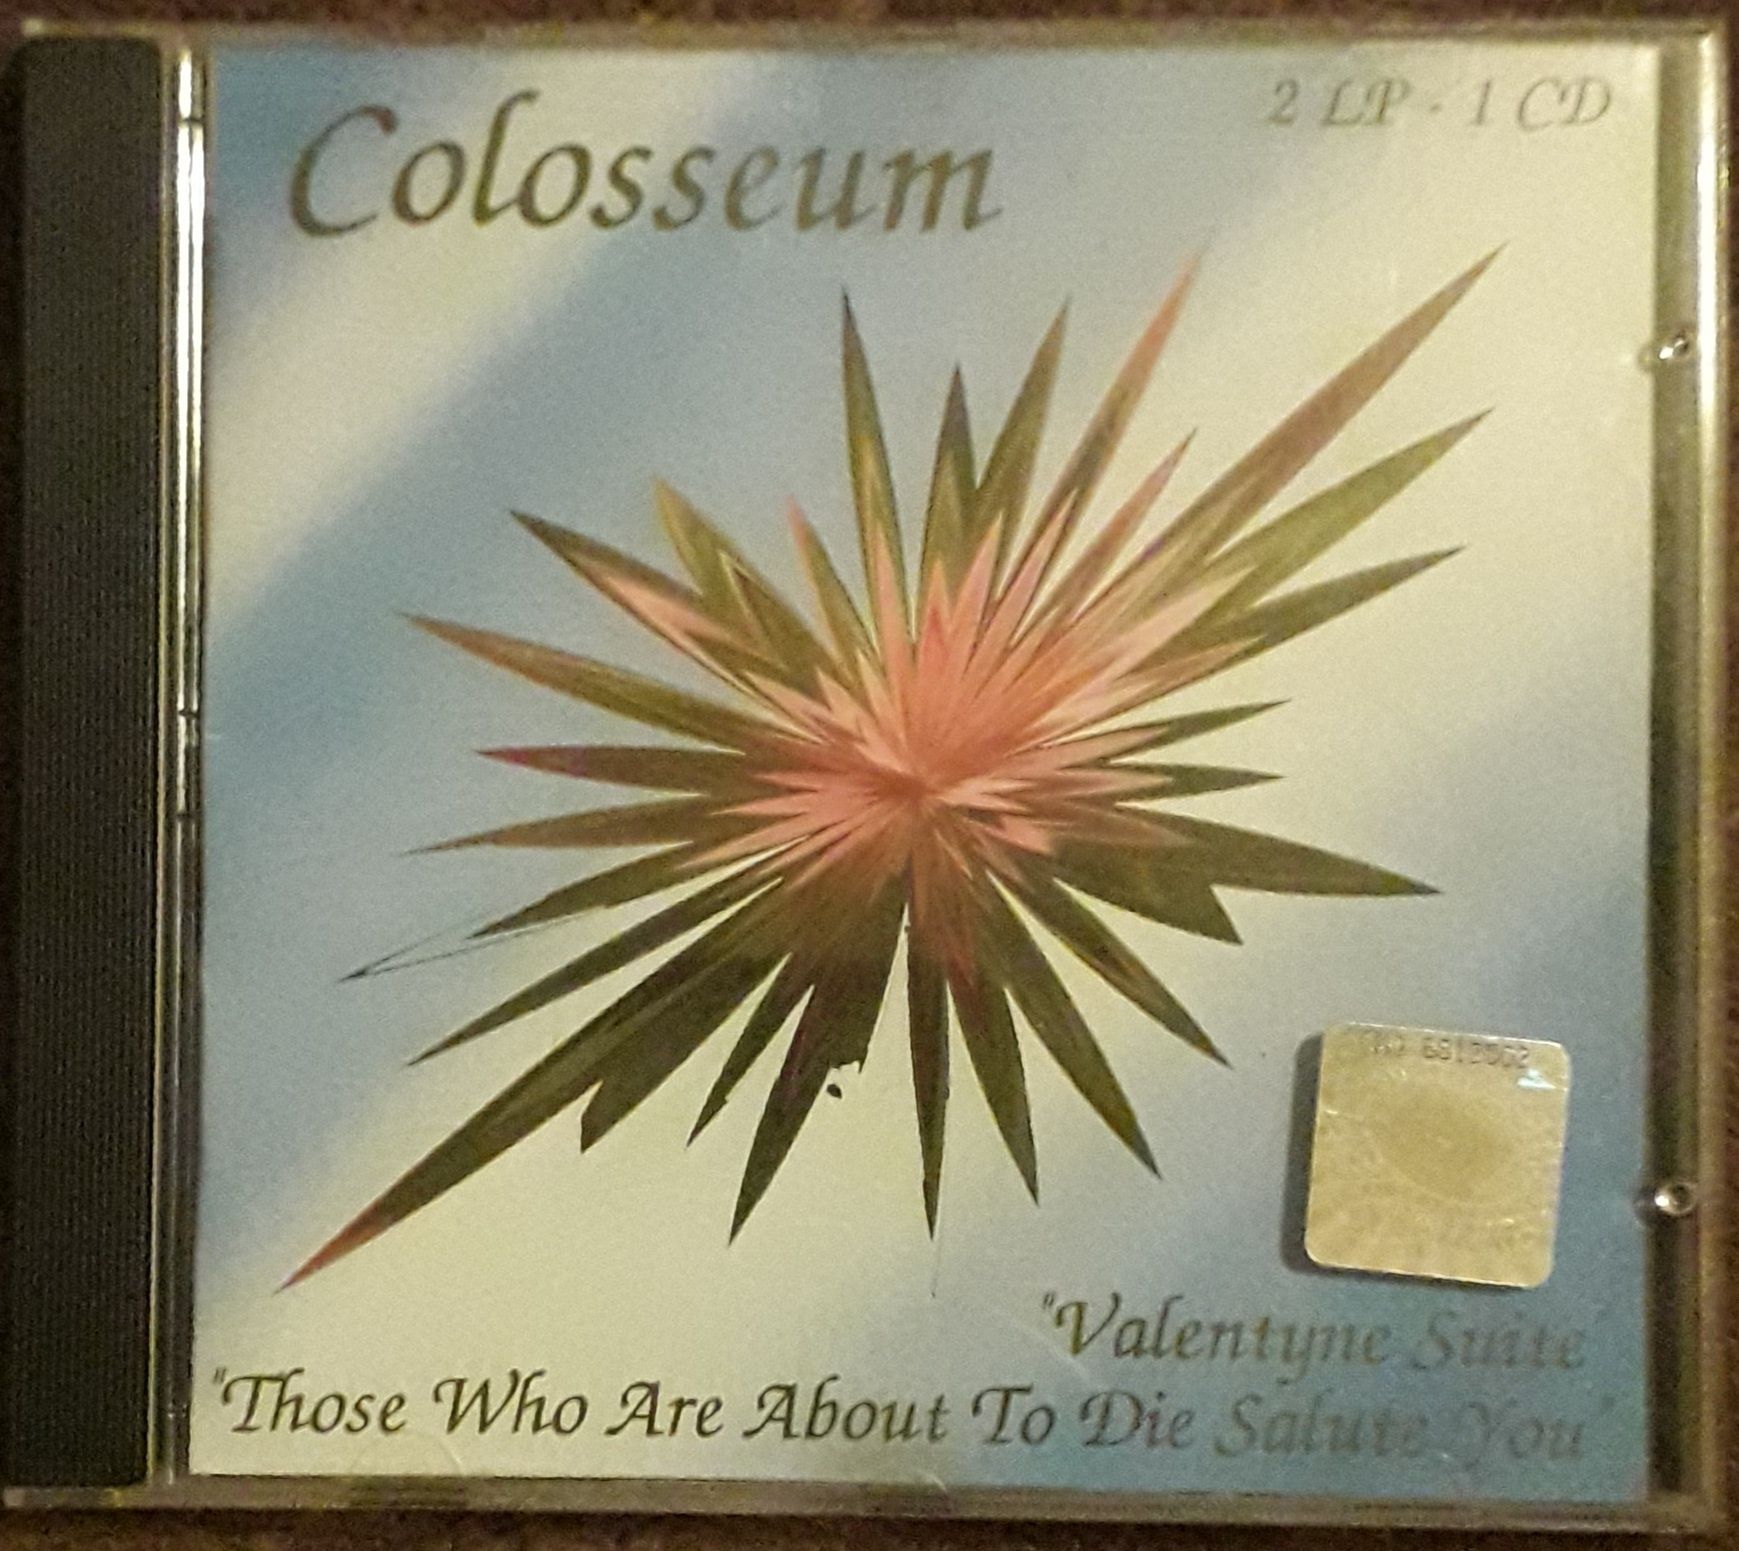 Colosseum
2 LP - 1 CD
"Valentyne Suite"
"Those Who Are About To Die Salute You"